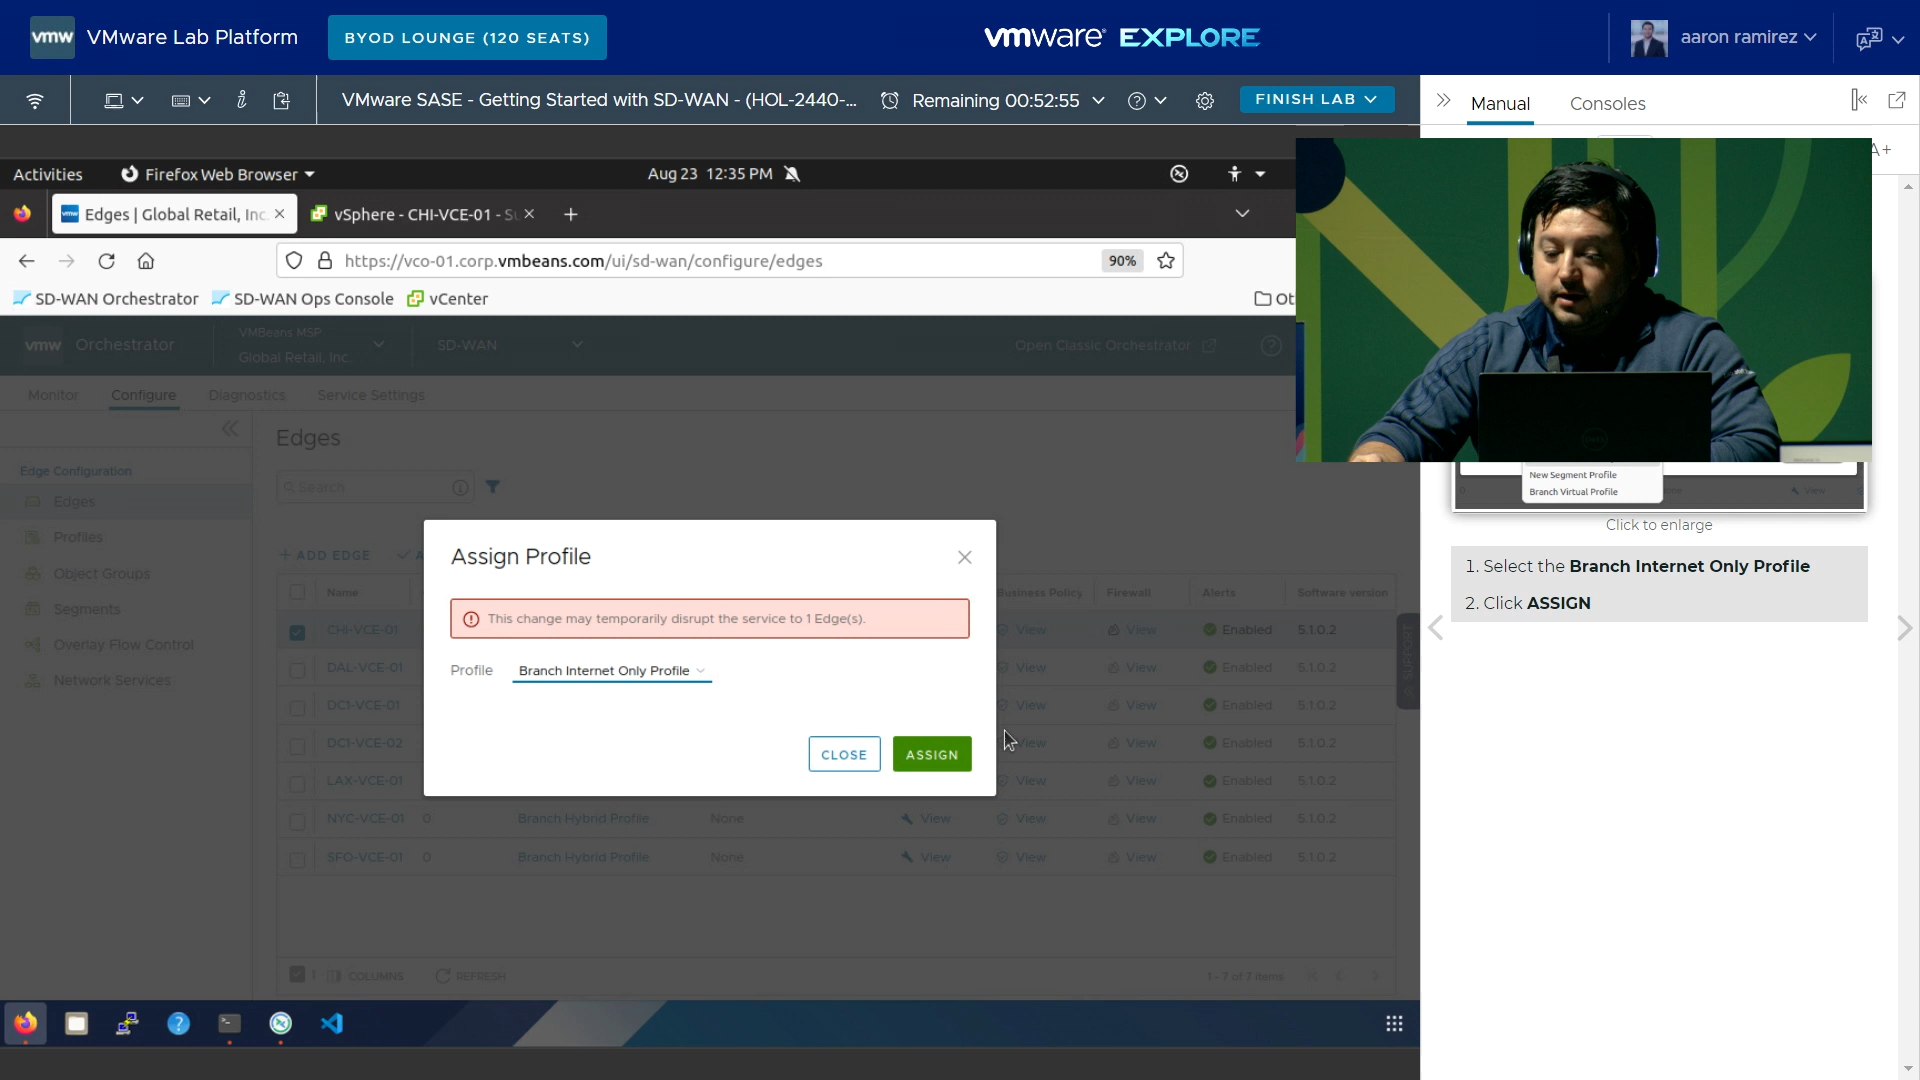 vmw VMware Lab Platform BYOD LOUNGE (120 SEATS) vmware EXPLORE aaron ramirez
VMware SASE - Getting Started with SD-WAN - (HOL-2440-... Remaining 00:52:55 FINISH LAB
Manual Consoles
A+
Activities Firefox Web Browser Aug 23 12:35 PM
Edges | Global Retail, Inc. vSphere - CHI-VCE-01 - S
https://vco-01.corp.vmbeans.com/ui/sd-wan/configure/edges 90%
SD-WAN Orchestrator SD-WAN Ops Console vCenter Ot
vmw Orchestrator VMBeans MSP Global Retail, Inc. SD-WAN Open Classic Orchestrator
Monitor Configure Diagnostics Service Settings
Edges
Edge Configuration
Edges
Profiles
Object Groups
Segments
Overlay Flow Control
Network Services
Search
+ ADD EDGE A
Name Business Policy Firewall Alerts Software version
CHI-VCE-01 View View Enabled 5.1.0.2
DAL-VCE-01 View View Enabled 5.1.0.2
DC1-VCE-01 View View Enabled 5.1.0.2
DC1-VCE-02 View View Enabled 5.1.0.2
LAX-VCE-01 View View Enabled 5.1.0.2
NYC-VCE-01 0 Branch Hybrid Profile None View View View Enabled 5.1.0.2
SFO-VCE-01 0 Branch Hybrid Profile None View View View Enabled 5.1.0.2
1 COLUMNS REFRESH 1 - 7 of 7 items
Assign Profile
This change may temporarily disrupt the service to 1 Edge(s).
Profile Branch Internet Only Profile
CLOSE ASSIGN
SUPPORT
New Segment Profile
Branch Virtual Profile
View
Click to enlarge
1. Select the Branch Internet Only Profile
2. Click ASSIGN